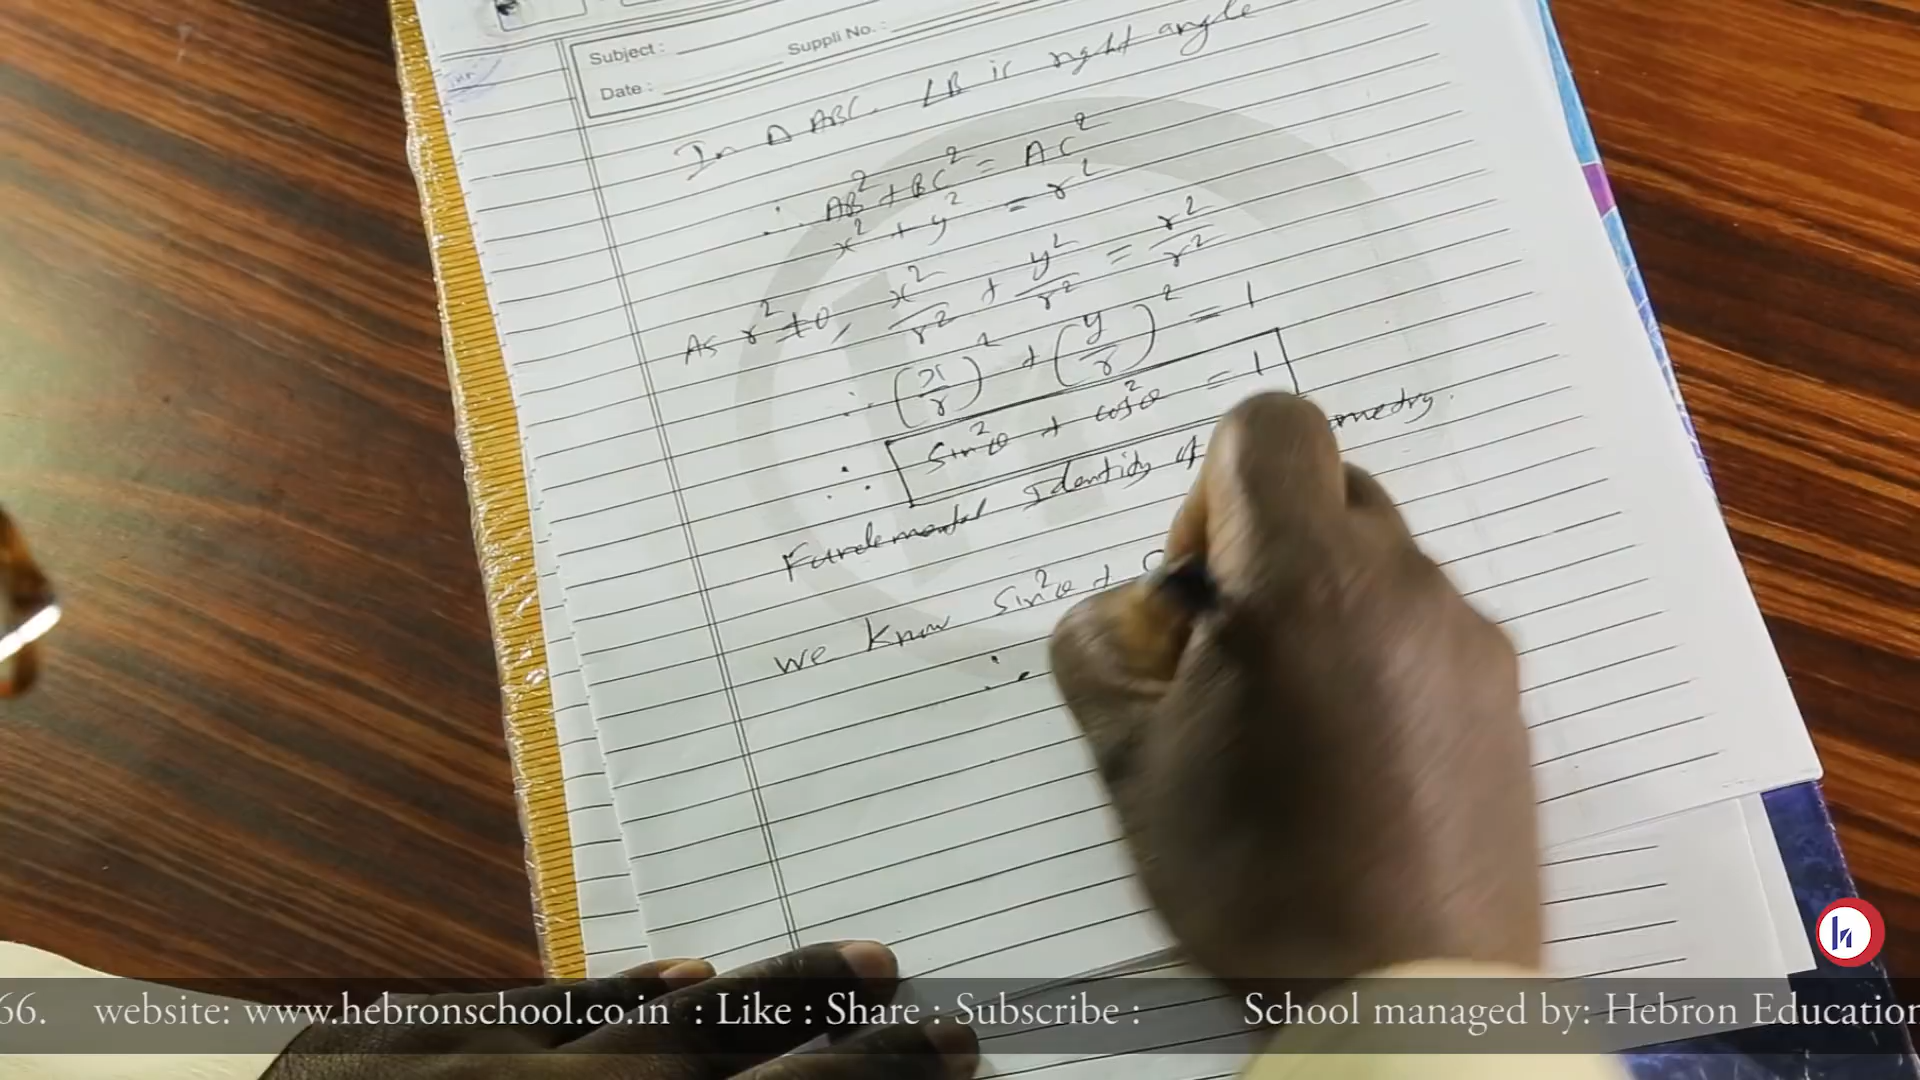 Subject :
Suppli No. :
Date :
In Δ ABC. ∠B is right angle
∴ AB² + BC² = AC²
x² + y² = r²
As r² ≠ 0, x²/r² + y²/r² = r²/r²
∴ (x/r)² + (y/r)² = 1
∴ sin²θ + cos²θ = 1
Fundemental Identity of ometry.
we know sin²θ +
∴
66. website: www.hebronschool.co.in : Like : Share : Subscribe : School managed by: Hebron Education